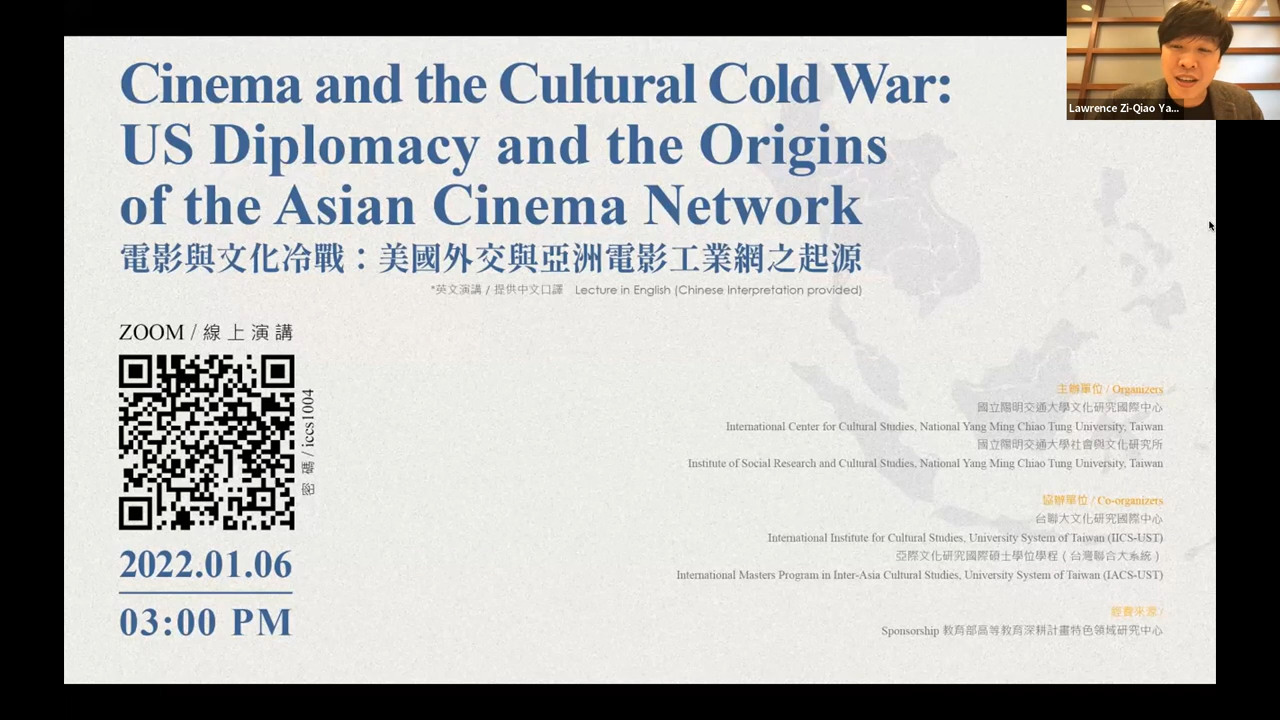 Cinema and the Cultural Cold War:
US Diplomacy and the Origins
of the Asian Cinema Network
電影與文化冷戰：美國外交與亞洲電影工業網之起源
*英文演講 / 提供中文口譯 Lecture in English (Chinese Interpretation provided)
ZOOM / 線上演講
密碼 / iccs1004
2022.01.06
03:00 PM
主辦單位 / Organizers
國立陽明交通大學文化研究國際中心
International Center for Cultural Studies, National Yang Ming Chiao Tung University, Taiwan
國立陽明交通大學社會與文化研究所
Institute of Social Research and Cultural Studies, National Yang Ming Chiao Tung University, Taiwan
協辦單位 / Co-organizers
台聯大文化研究國際中心
International Institute for Cultural Studies, University System of Taiwan (IICS-UST)
亞際文化研究國際碩士學位學程（台灣聯合大系統）
International Masters Program in Inter-Asia Cultural Studies, University System of Taiwan (IACS-UST)
經費來源 /
Sponsorship 教育部高等教育深耕計畫特色領域研究中心
Lawrence Zi-Qiao Ya...